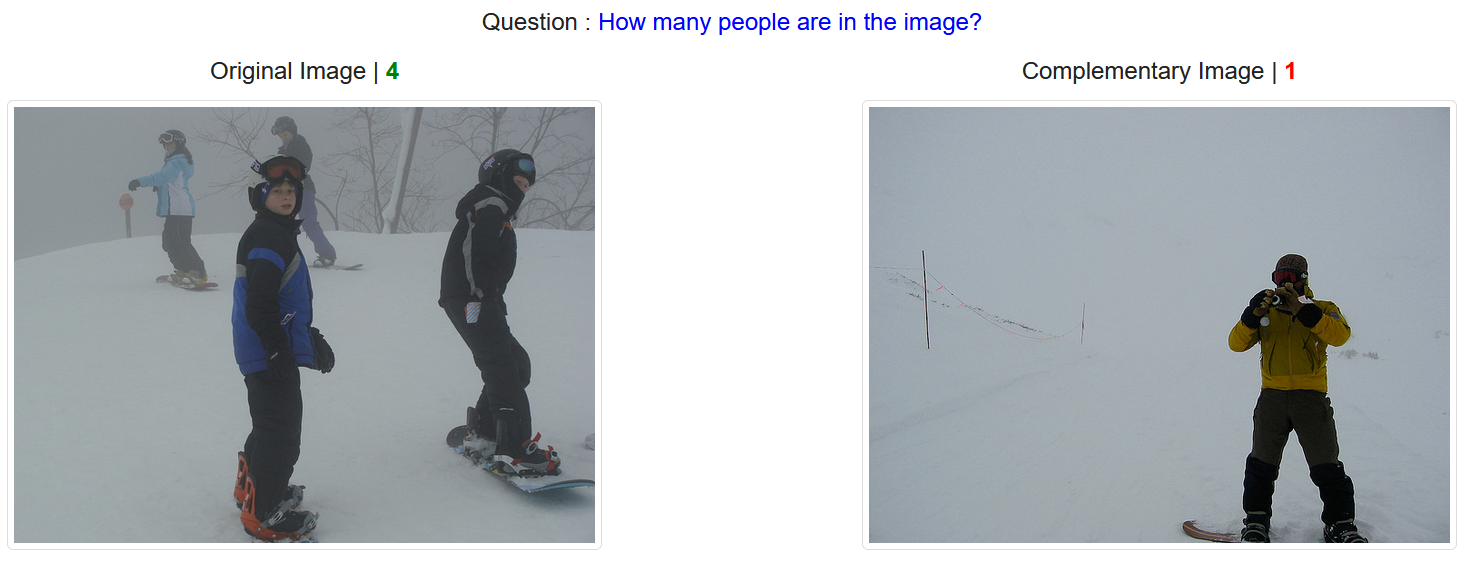 Question : How many people are in the image?
Original Image | 4
Complementary Image | 1